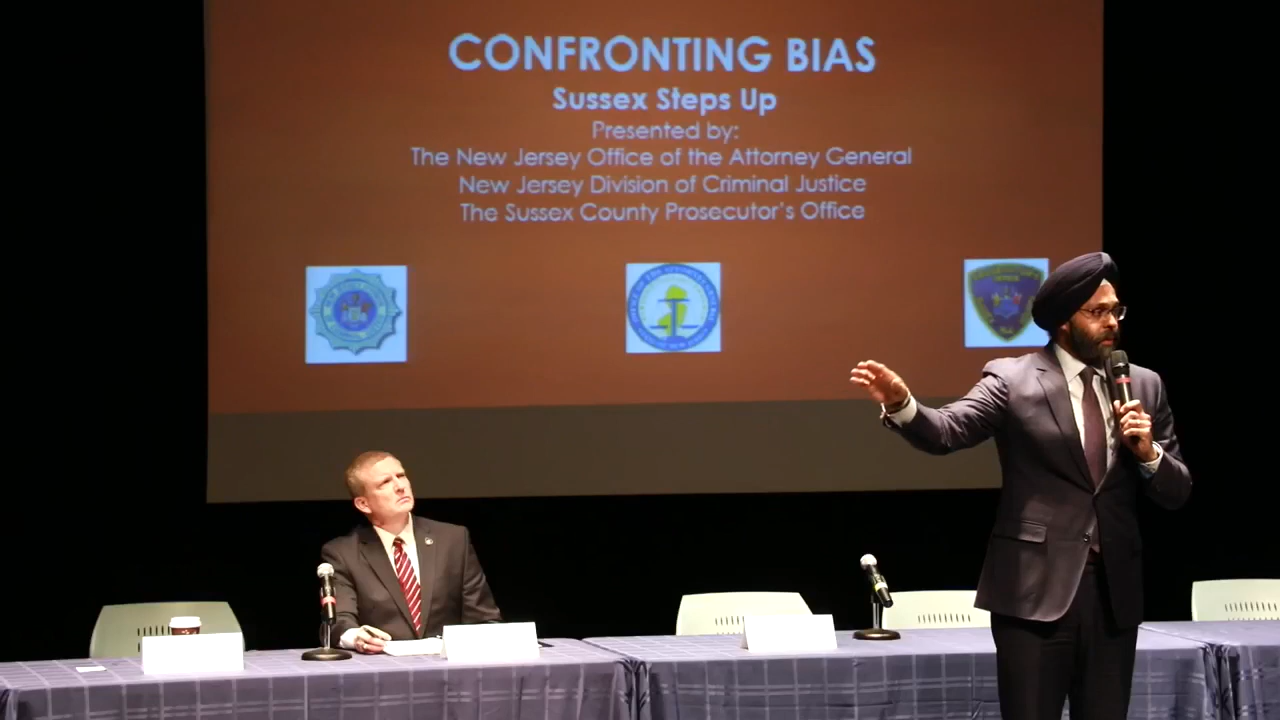 CONFRONTING BIAS
Sussex Steps Up
Presented by:
The New Jersey Office of the Attorney General
New Jersey Division of Criminal Justice
The Sussex County Prosecutor's Office